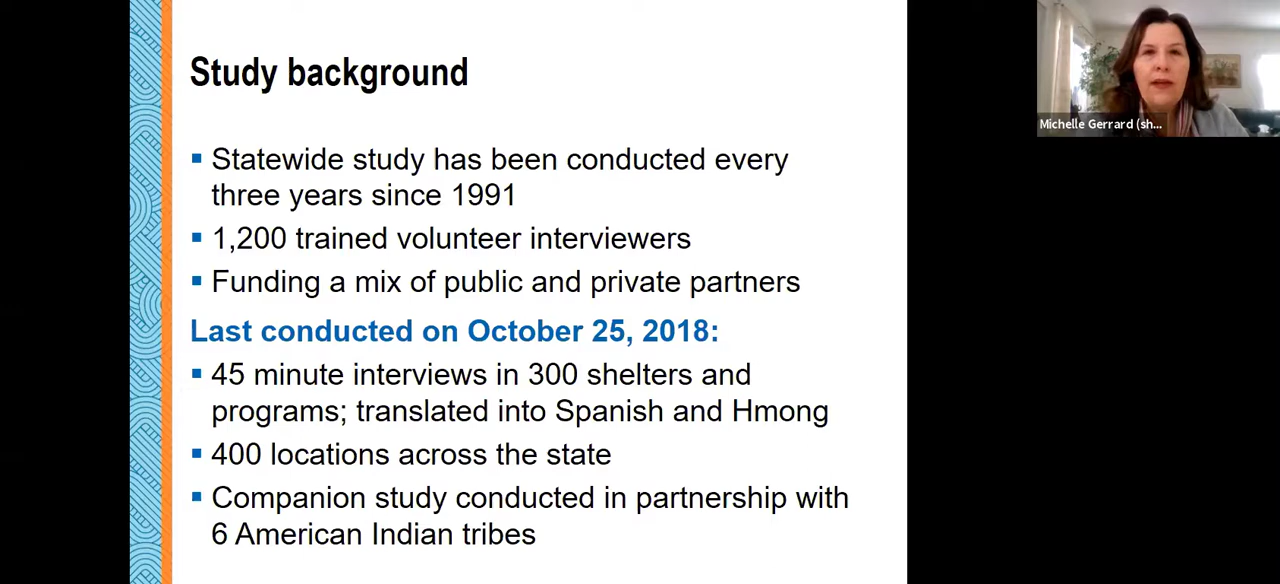 Study background
▪ Statewide study has been conducted every
three years since 1991
▪ 1,200 trained volunteer interviewers
▪ Funding a mix of public and private partners
Last conducted on October 25, 2018:
▪ 45 minute interviews in 300 shelters and
programs; translated into Spanish and Hmong
▪ 400 locations across the state
▪ Companion study conducted in partnership with
6 American Indian tribes
Michelle Gerrard (sh...